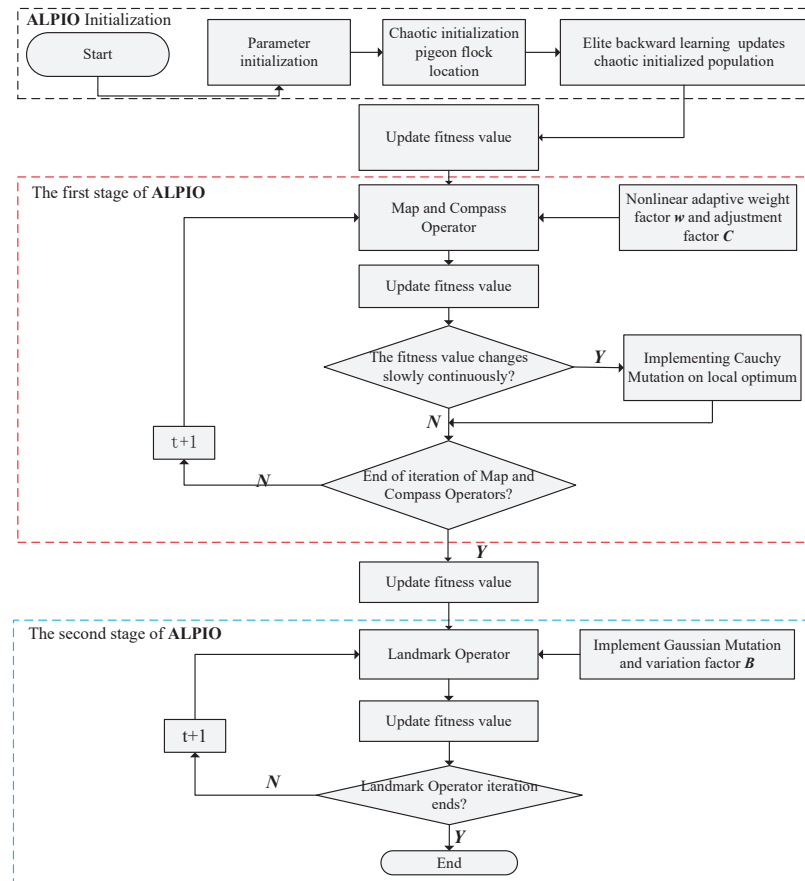 ALPIO Initialization
Start
Parameter
initialization
Chaotic initialization
pigeon flock
location
Elite backward learning updates
chaotic initialized population
Update fitness value
The first stage of ALPIO
Map and Compass
Operator
Nonlinear adaptive weight
factor w and adjustment
factor C
Update fitness value
The fitness value changes
slowly continuously?
Y
Implementing Cauchy
Mutation on local optimum
N
t+1
End of iteration of Map and
Compass Operators?
N
Y
Update fitness value
The second stage of ALPIO
Landmark Operator
Implement Gaussian Mutation
and variation factor B
Update fitness value
t+1
Landmark Operator iteration
ends?
N
Y
End